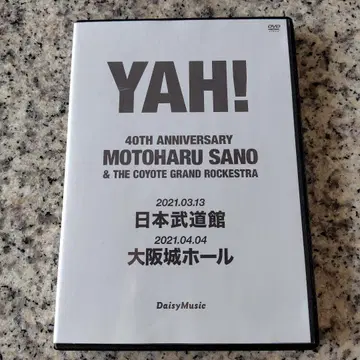 DVD
YAH!
40TH ANNIVERSARY
MOTOHARU SANO
& THE COYOTE GRAND ROCKESTRA
2021.03.13
日本武道館
2021.04.04
大阪城ホール
DaisyMusic